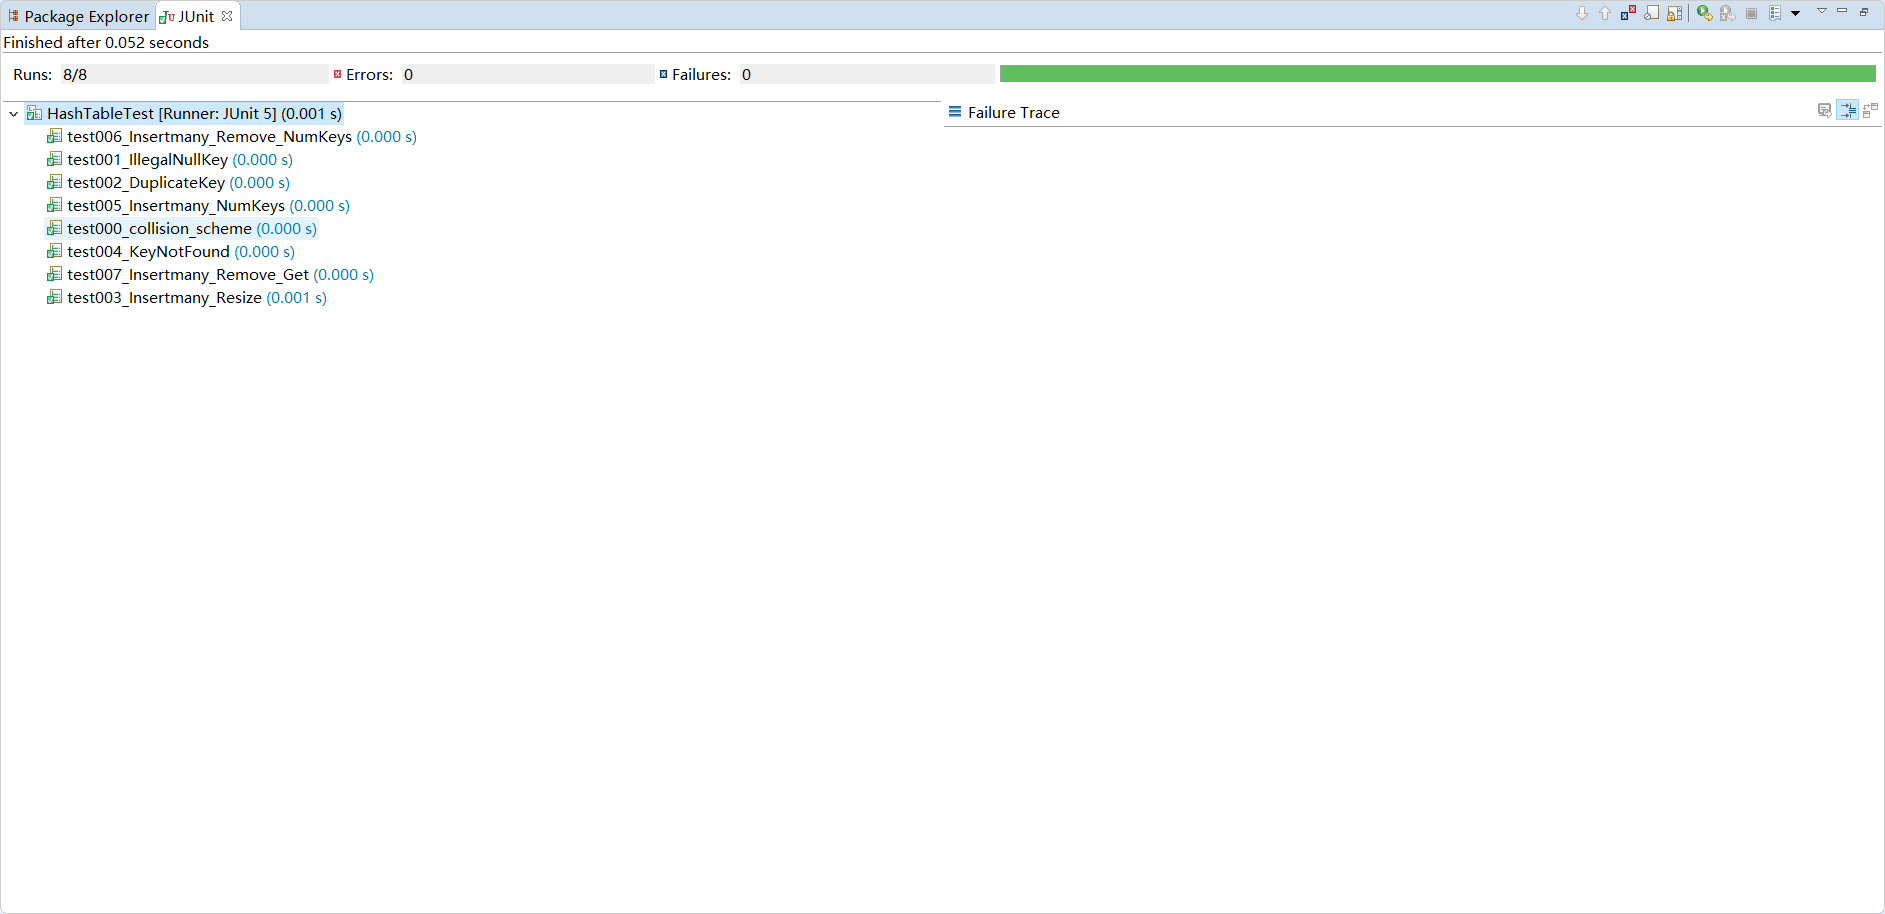 Package Explorer JUnit
Finished after 0.052 seconds
Runs: 8/8 Errors: 0 Failures: 0
HashTableTest [Runner: JUnit 5] (0.001 s)
Failure Trace
test006_Insertmany_Remove_NumKeys (0.000 s)
test001_IllegalNullKey (0.000 s)
test002_DuplicateKey (0.000 s)
test005_Insertmany_NumKeys (0.000 s)
test000_collision_scheme (0.000 s)
test004_KeyNotFound (0.000 s)
test007_Insertmany_Remove_Get (0.000 s)
test003_Insertmany_Resize (0.001 s)